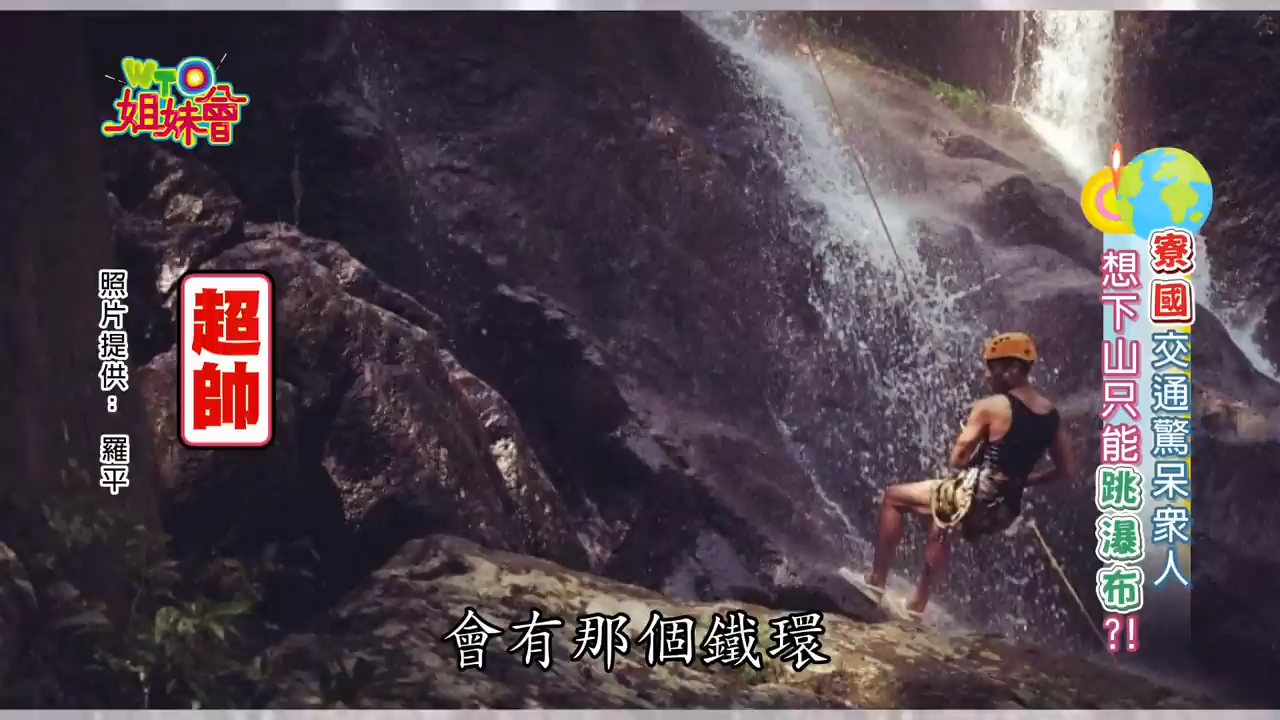 WTO
姐妹會
寮國交通驚呆眾人
想下山只能跳瀑布?!
超帥
照片提供：羅平
會有那個鐵環